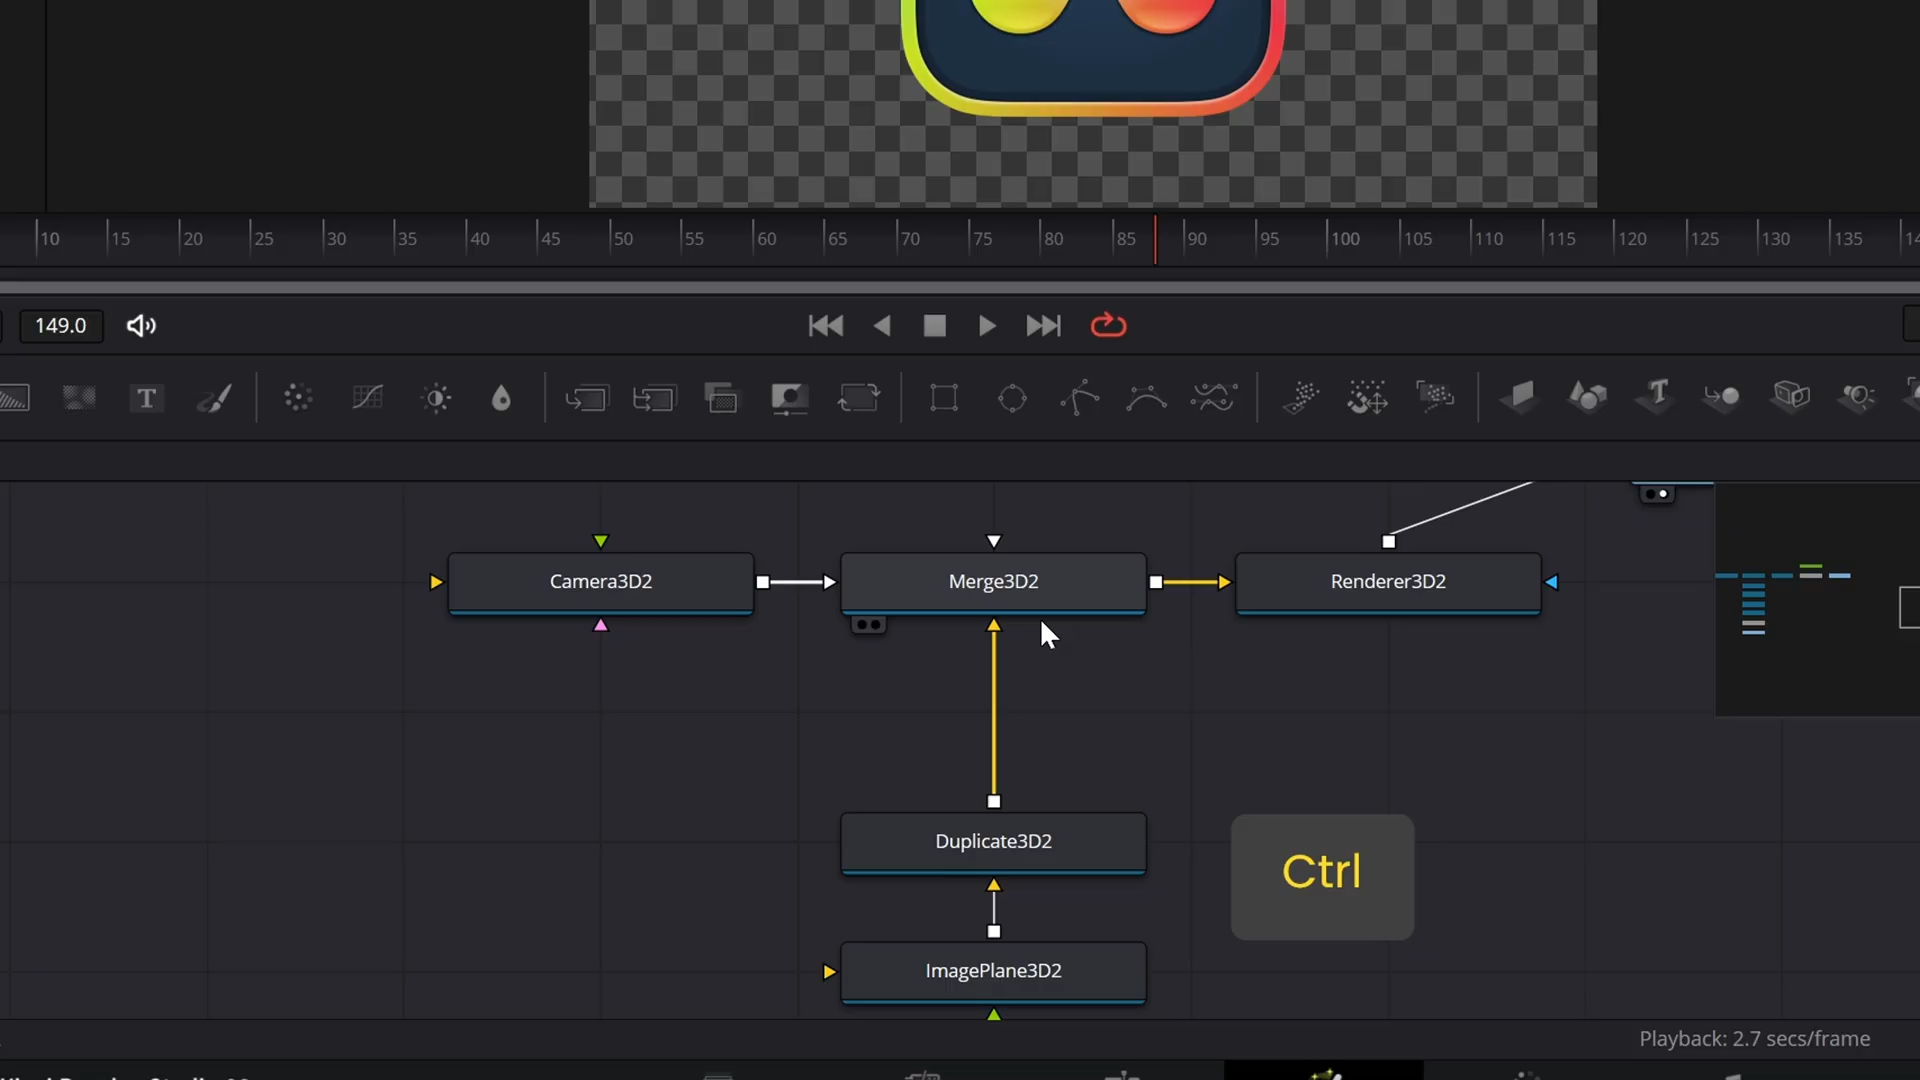 10 15 20 25 30 35 40 45 50 55 60 65 70 75 80 85 90 95 100 105 110 115 120 125 130 135
149.0
T
Camera3D2 Merge3D2 Renderer3D2
Duplicate3D2
Ctrl
ImagePlane3D2
Playback: 2.7 secs/frame